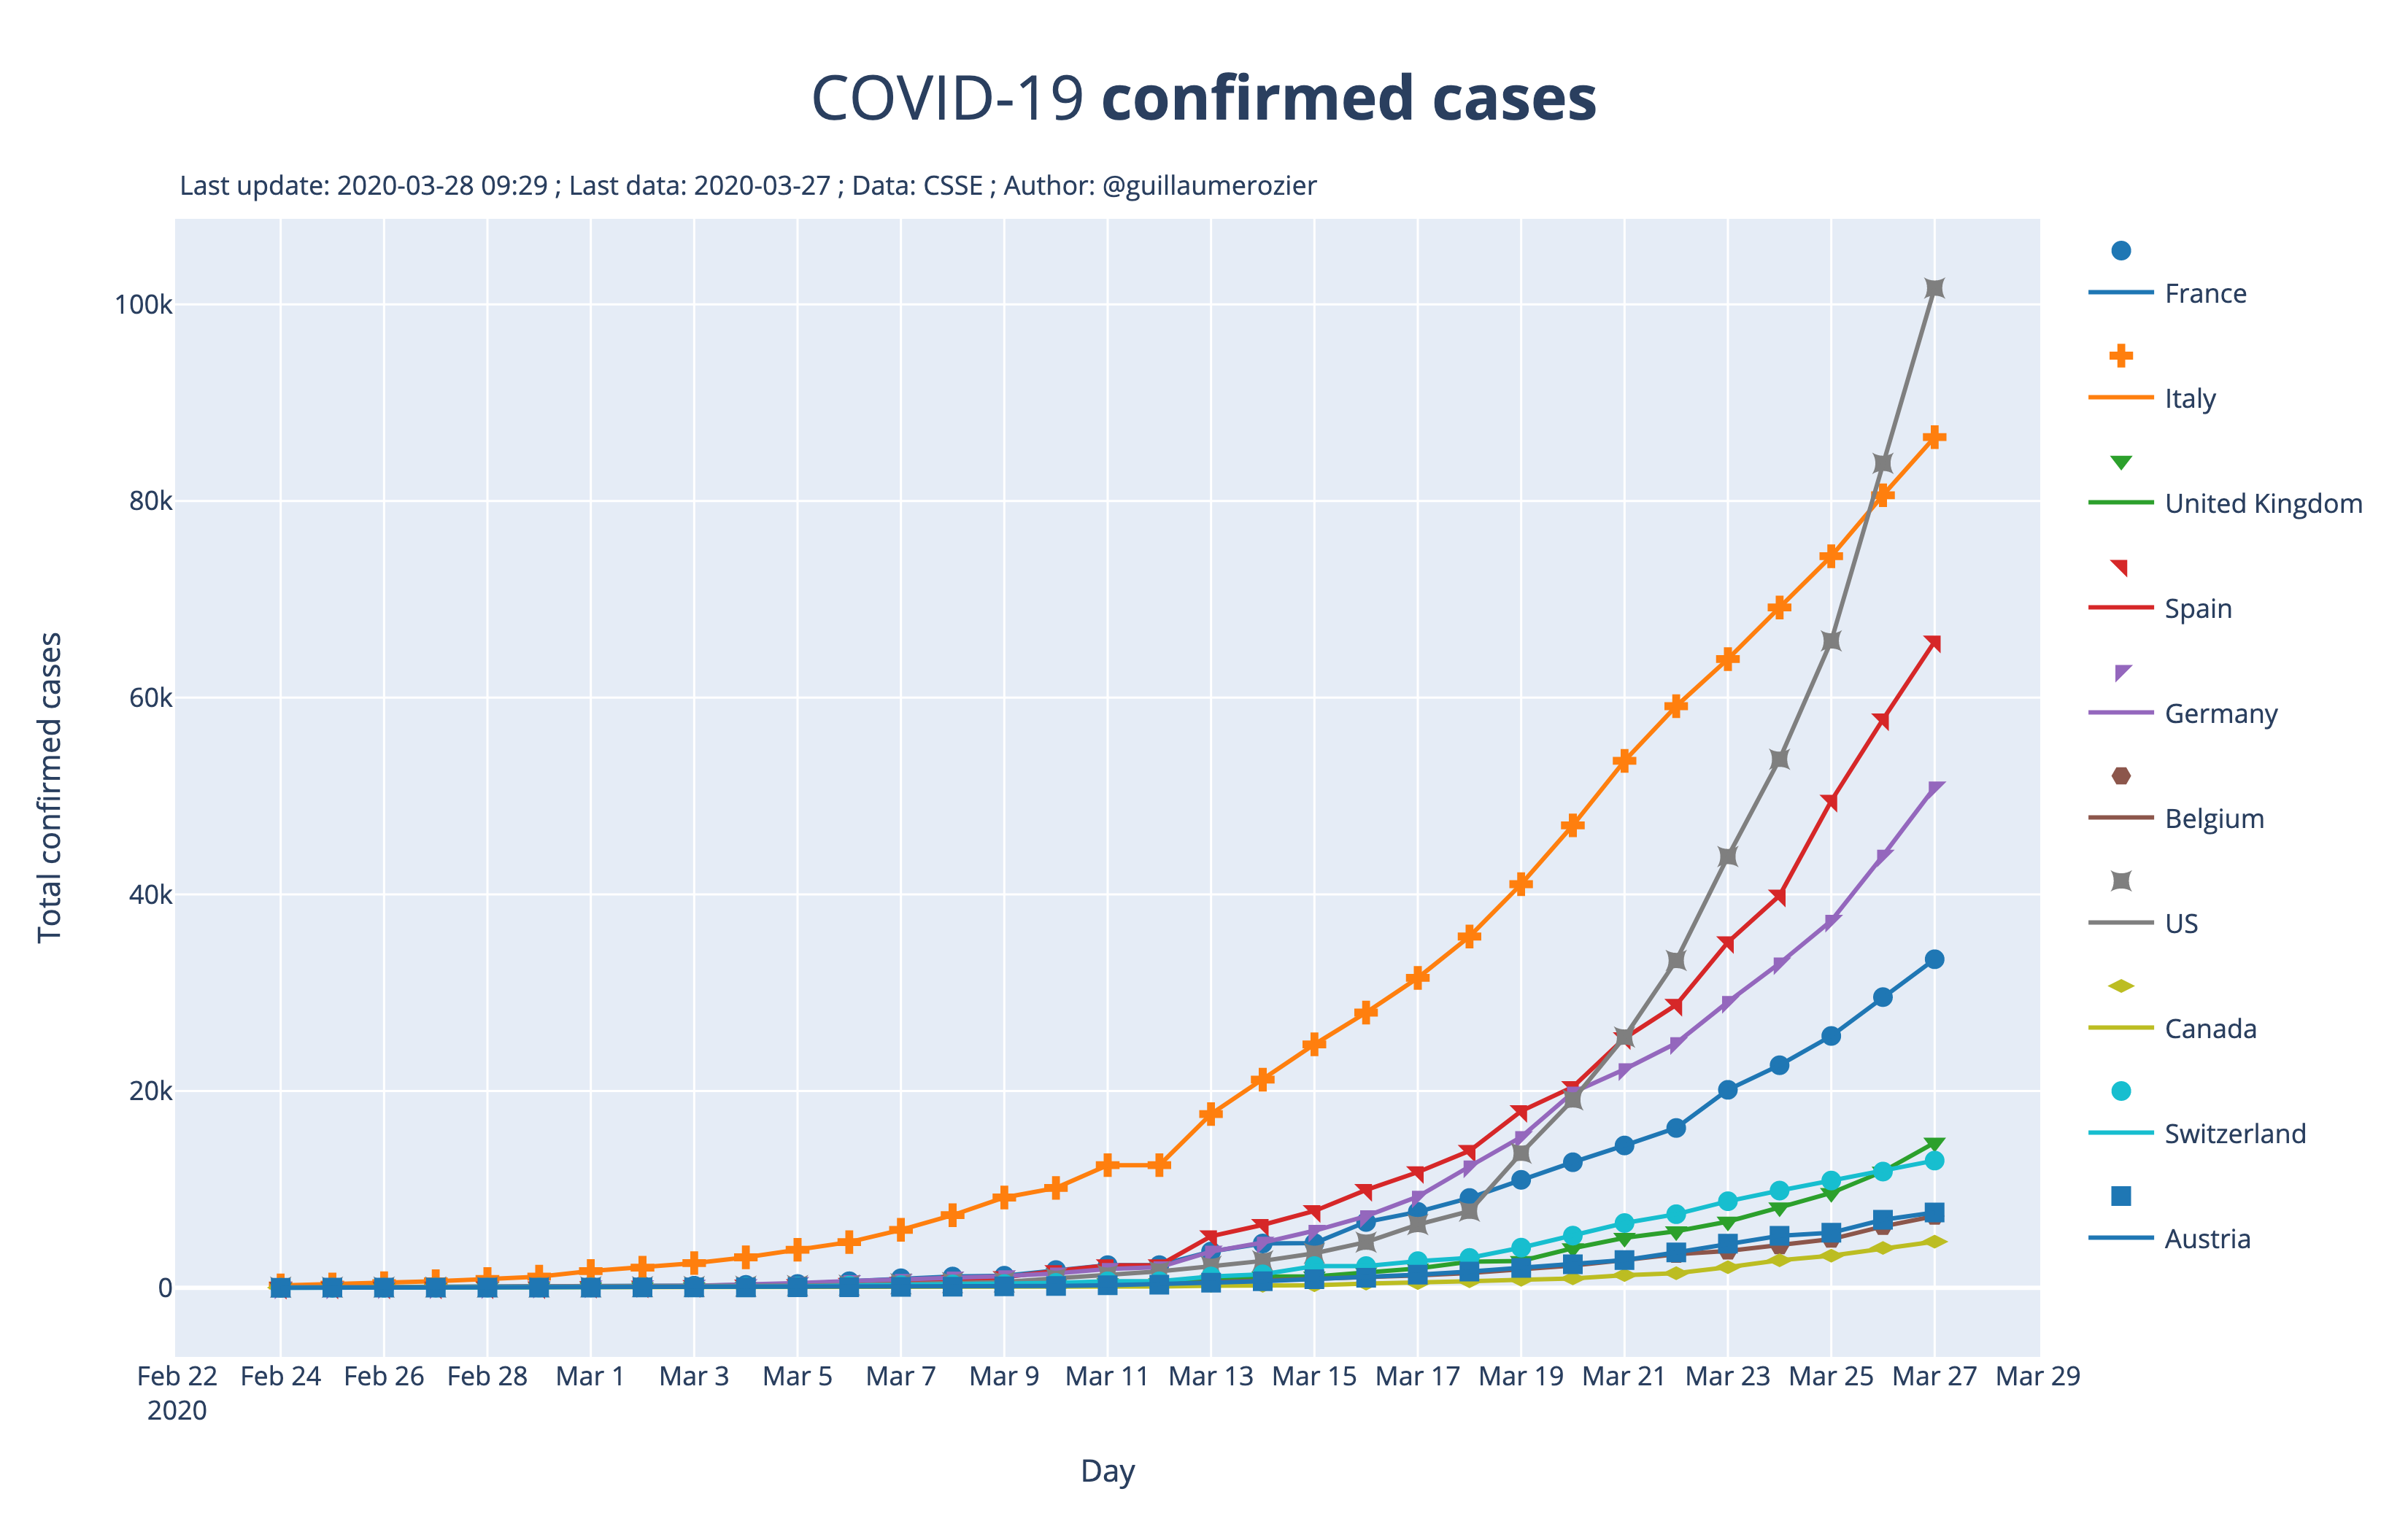 COVID-19 confirmed cases
Last update: 2020-03-28 09:29 ; Last data: 2020-03-27 ; Data: CSSE ; Author: @guillaumerozier
Total confirmed cases
100k
80k
60k
40k
20k
0
Feb 22 Feb 24 Feb 26 Feb 28 Mar 1 Mar 3 Mar 5 Mar 7 Mar 9 Mar 11 Mar 13 Mar 15 Mar 17 Mar 19 Mar 21 Mar 23 Mar 25 Mar 27 Mar 29
2020
Day
France
Italy
United Kingdom
Spain
Germany
Belgium
US
Canada
Switzerland
Austria